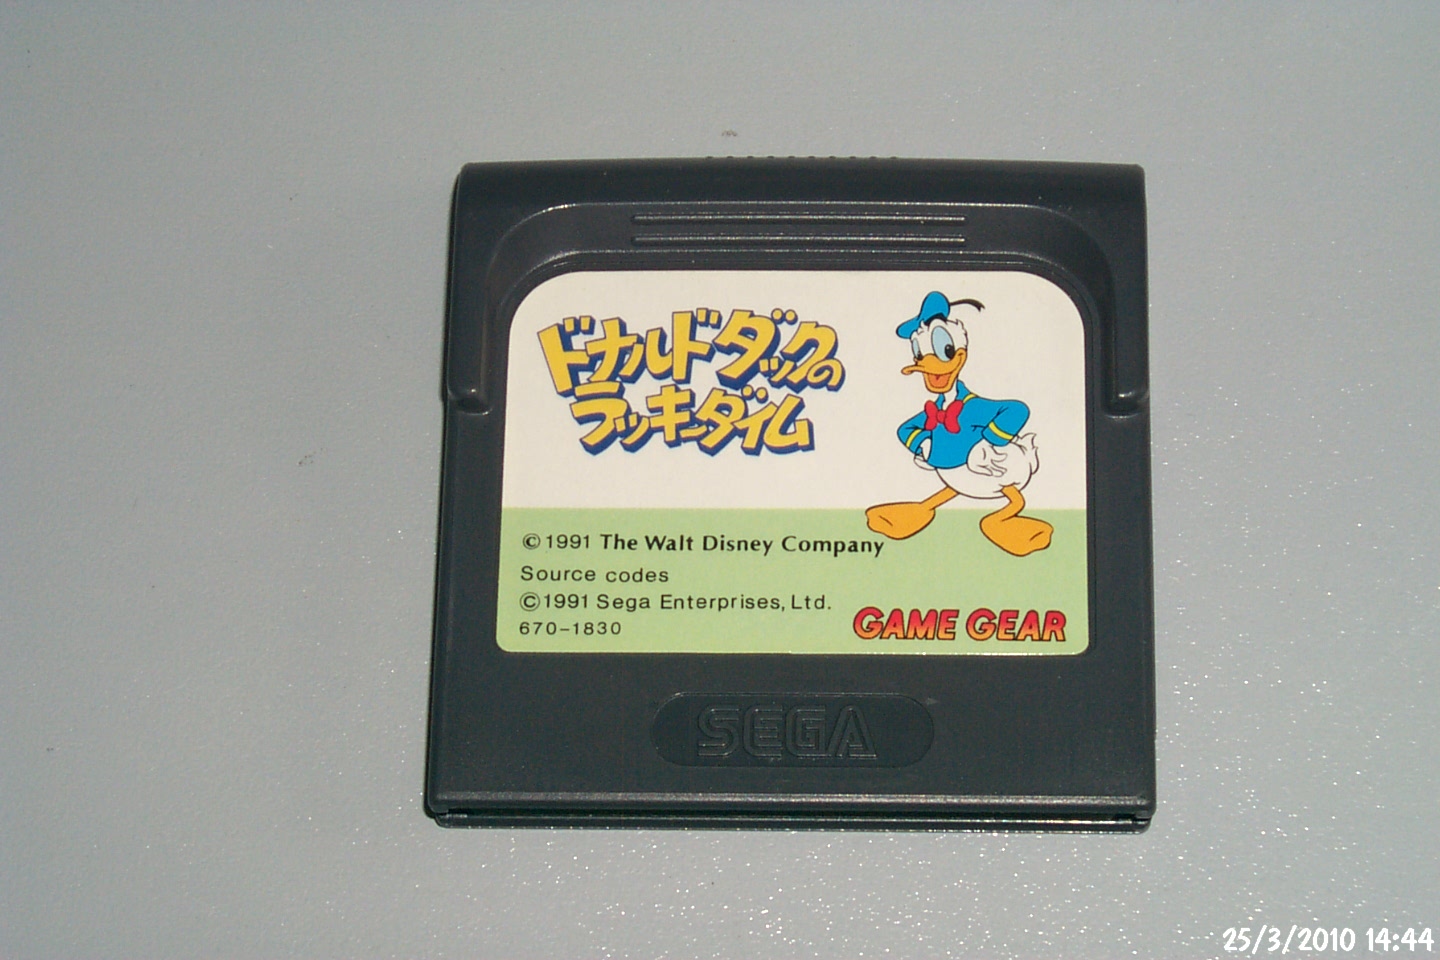 ドナルドダックの
ラッキーダイム
©1991 The Walt Disney Company
Source codes
©1991 Sega Enterprises, Ltd.
670-1830
GAME GEAR
SEGA
25/3/2010 14:44